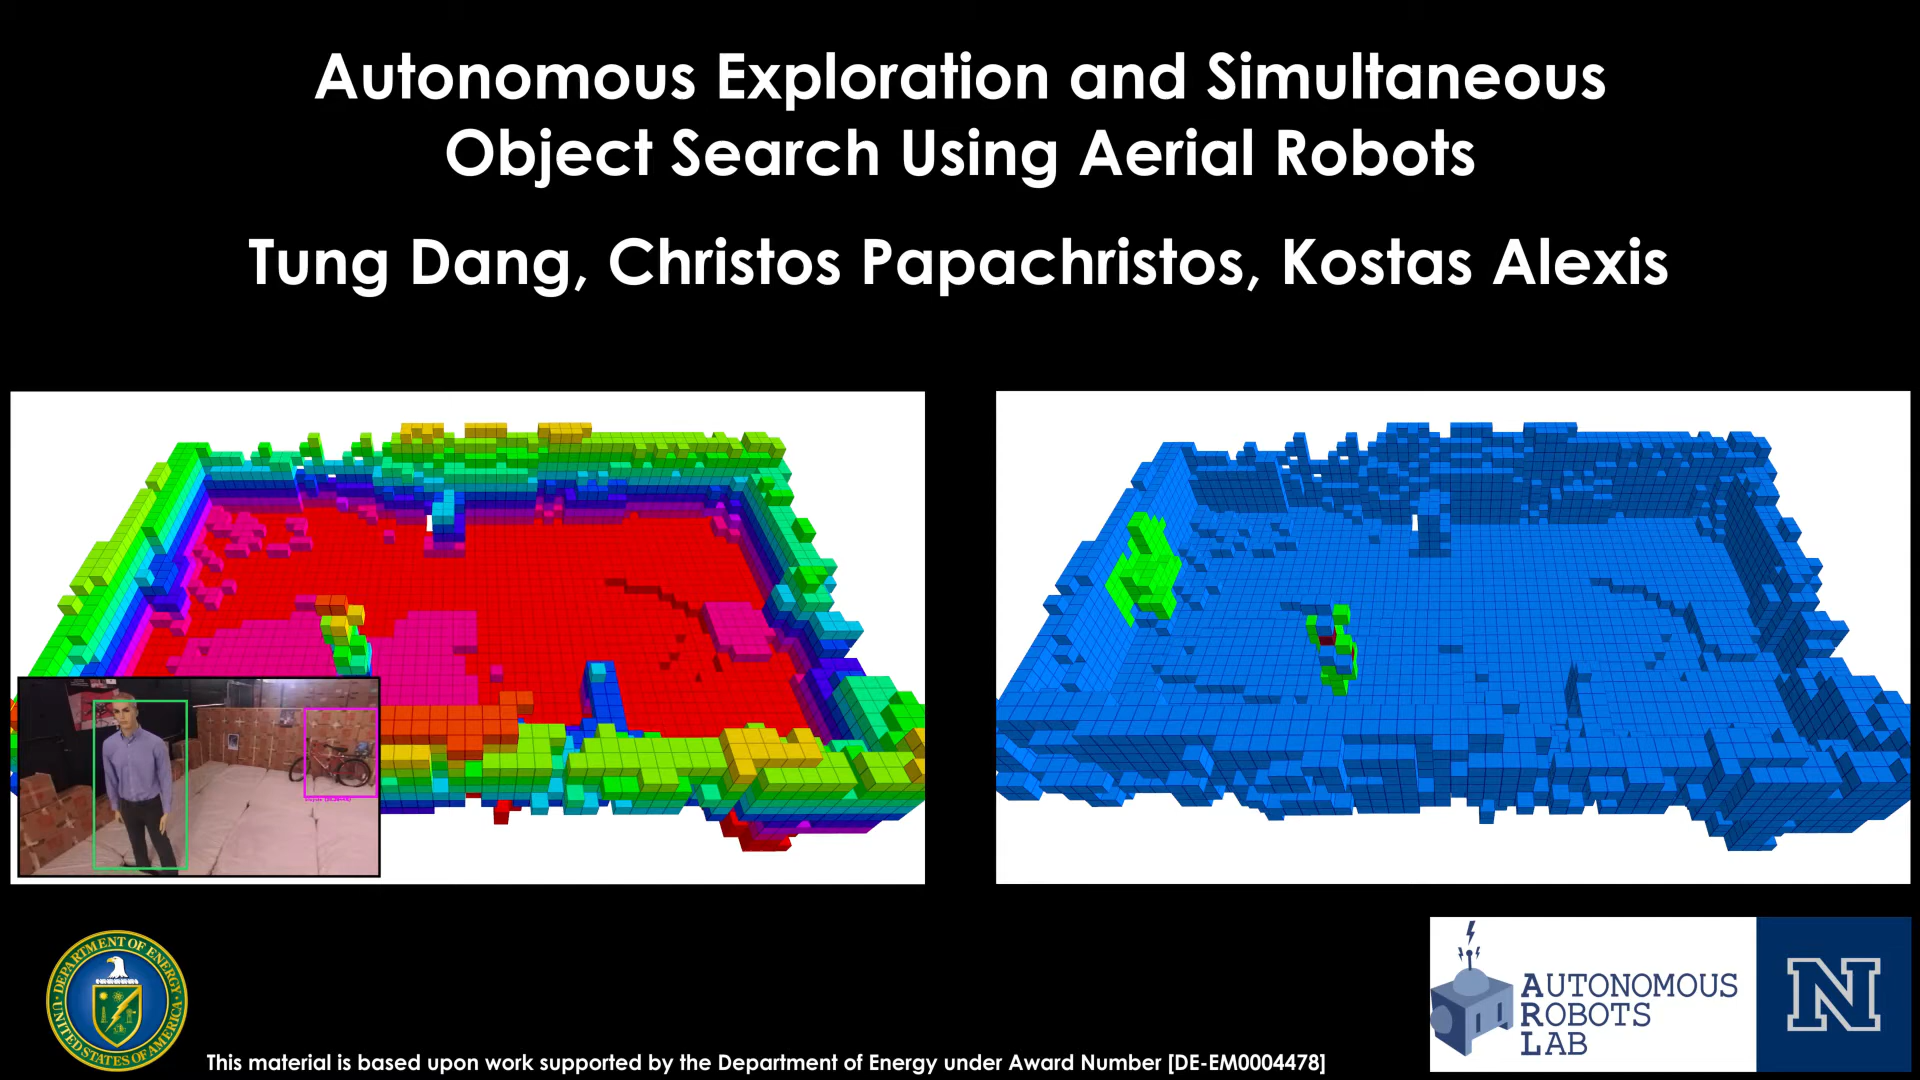 Autonomous Exploration and Simultaneous
Object Search Using Aerial Robots
Tung Dang, Christos Papachristos, Kostas Alexis
DEPARTMENT OF ENERGY
UNITED STATES OF AMERICA
This material is based upon work supported by the Department of Energy under Award Number [DE-EM0004478]
AUTONOMOUS
ROBOTS
LAB
N